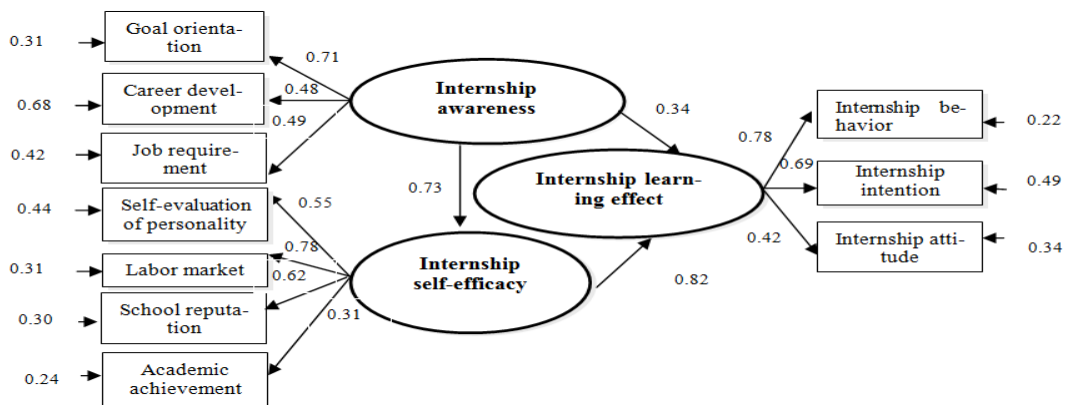 0.31
Goal orienta-
tion
0.71
0.68
Career devel-
opment
0.48
0.42
Job require-
ment
0.49
0.44
Self-evaluation
of personality
0.55
0.31
Labor market
0.78
0.30
School reputa-
tion
0.62
0.24
Academic
achievement
0.31
Internship
awareness
0.34
0.73
Internship learn-
ing effect
Internship
self-efficacy
0.82
0.78
Internship be-
havior
0.22
0.69
Internship
intention
0.49
0.42
Internship atti-
tude
0.34